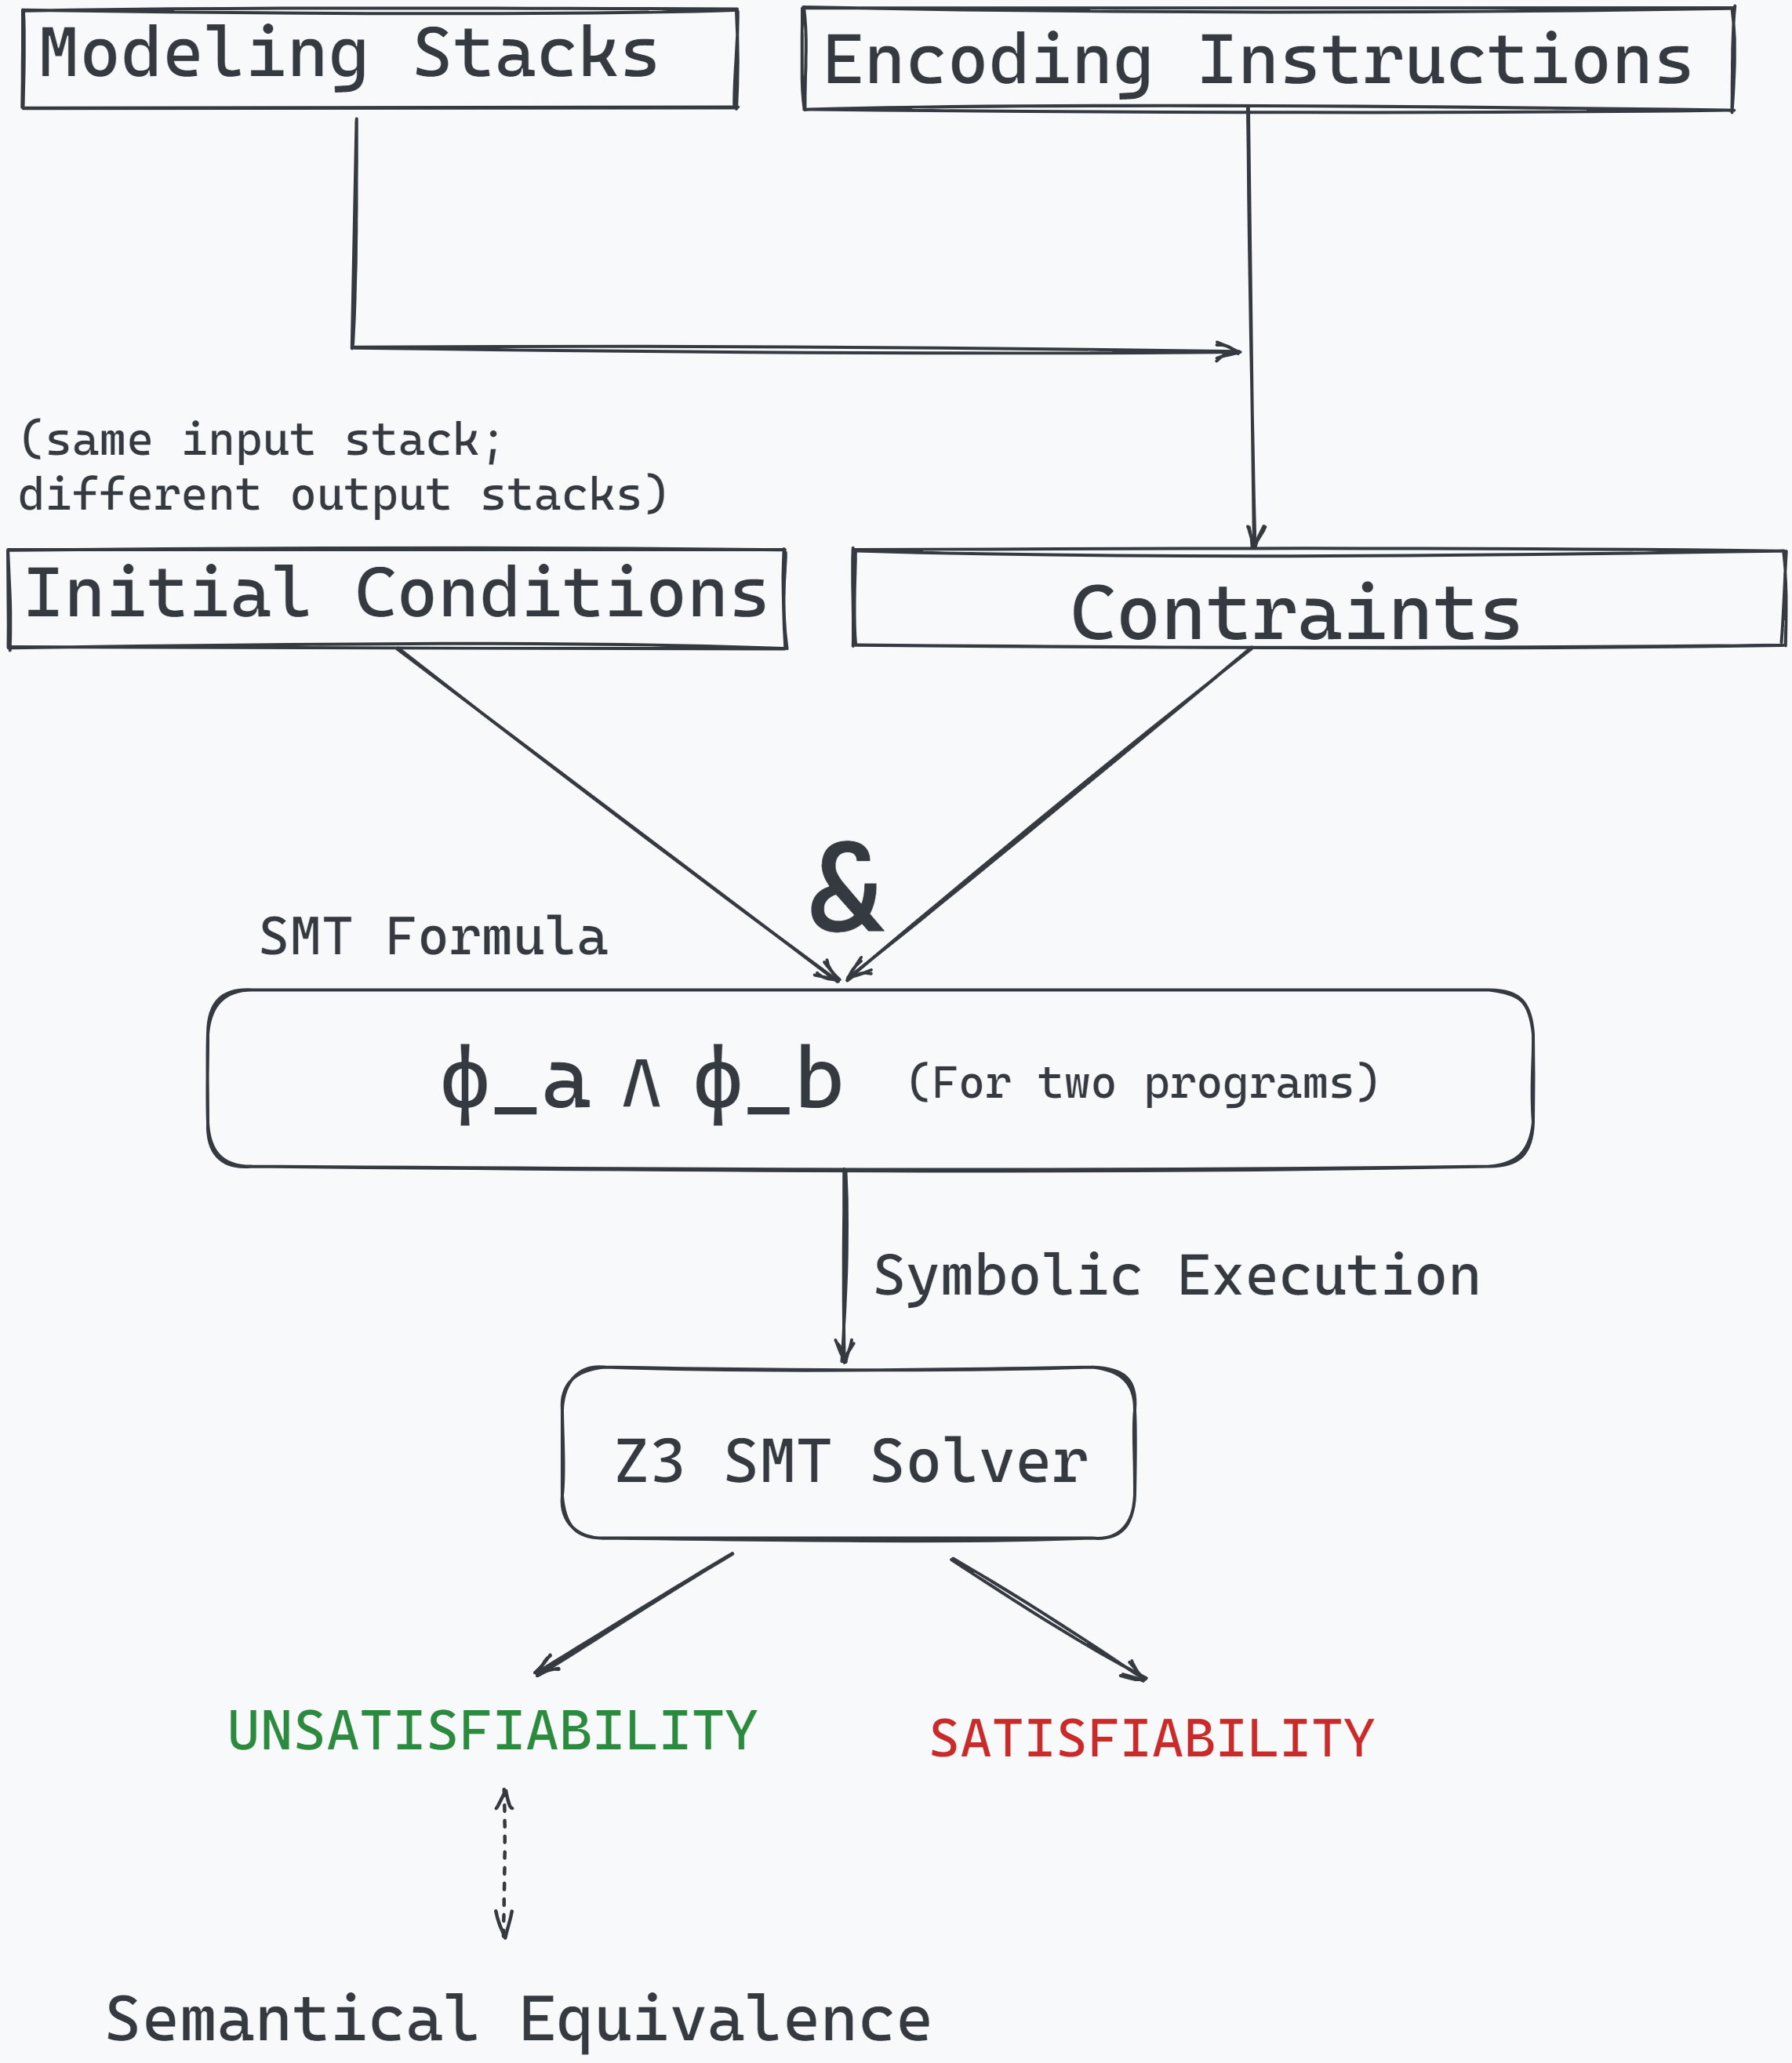 Modeling Stacks
Encoding Instructions
(same input stack;
different output stacks)
Initial Conditions
Contraints
&
SMT Formula
ϕ_a ∧ ϕ_b (For two programs)
Symbolic Execution
Z3 SMT Solver
UNSATISFIABILITY
SATISFIABILITY
Semantical Equivalence